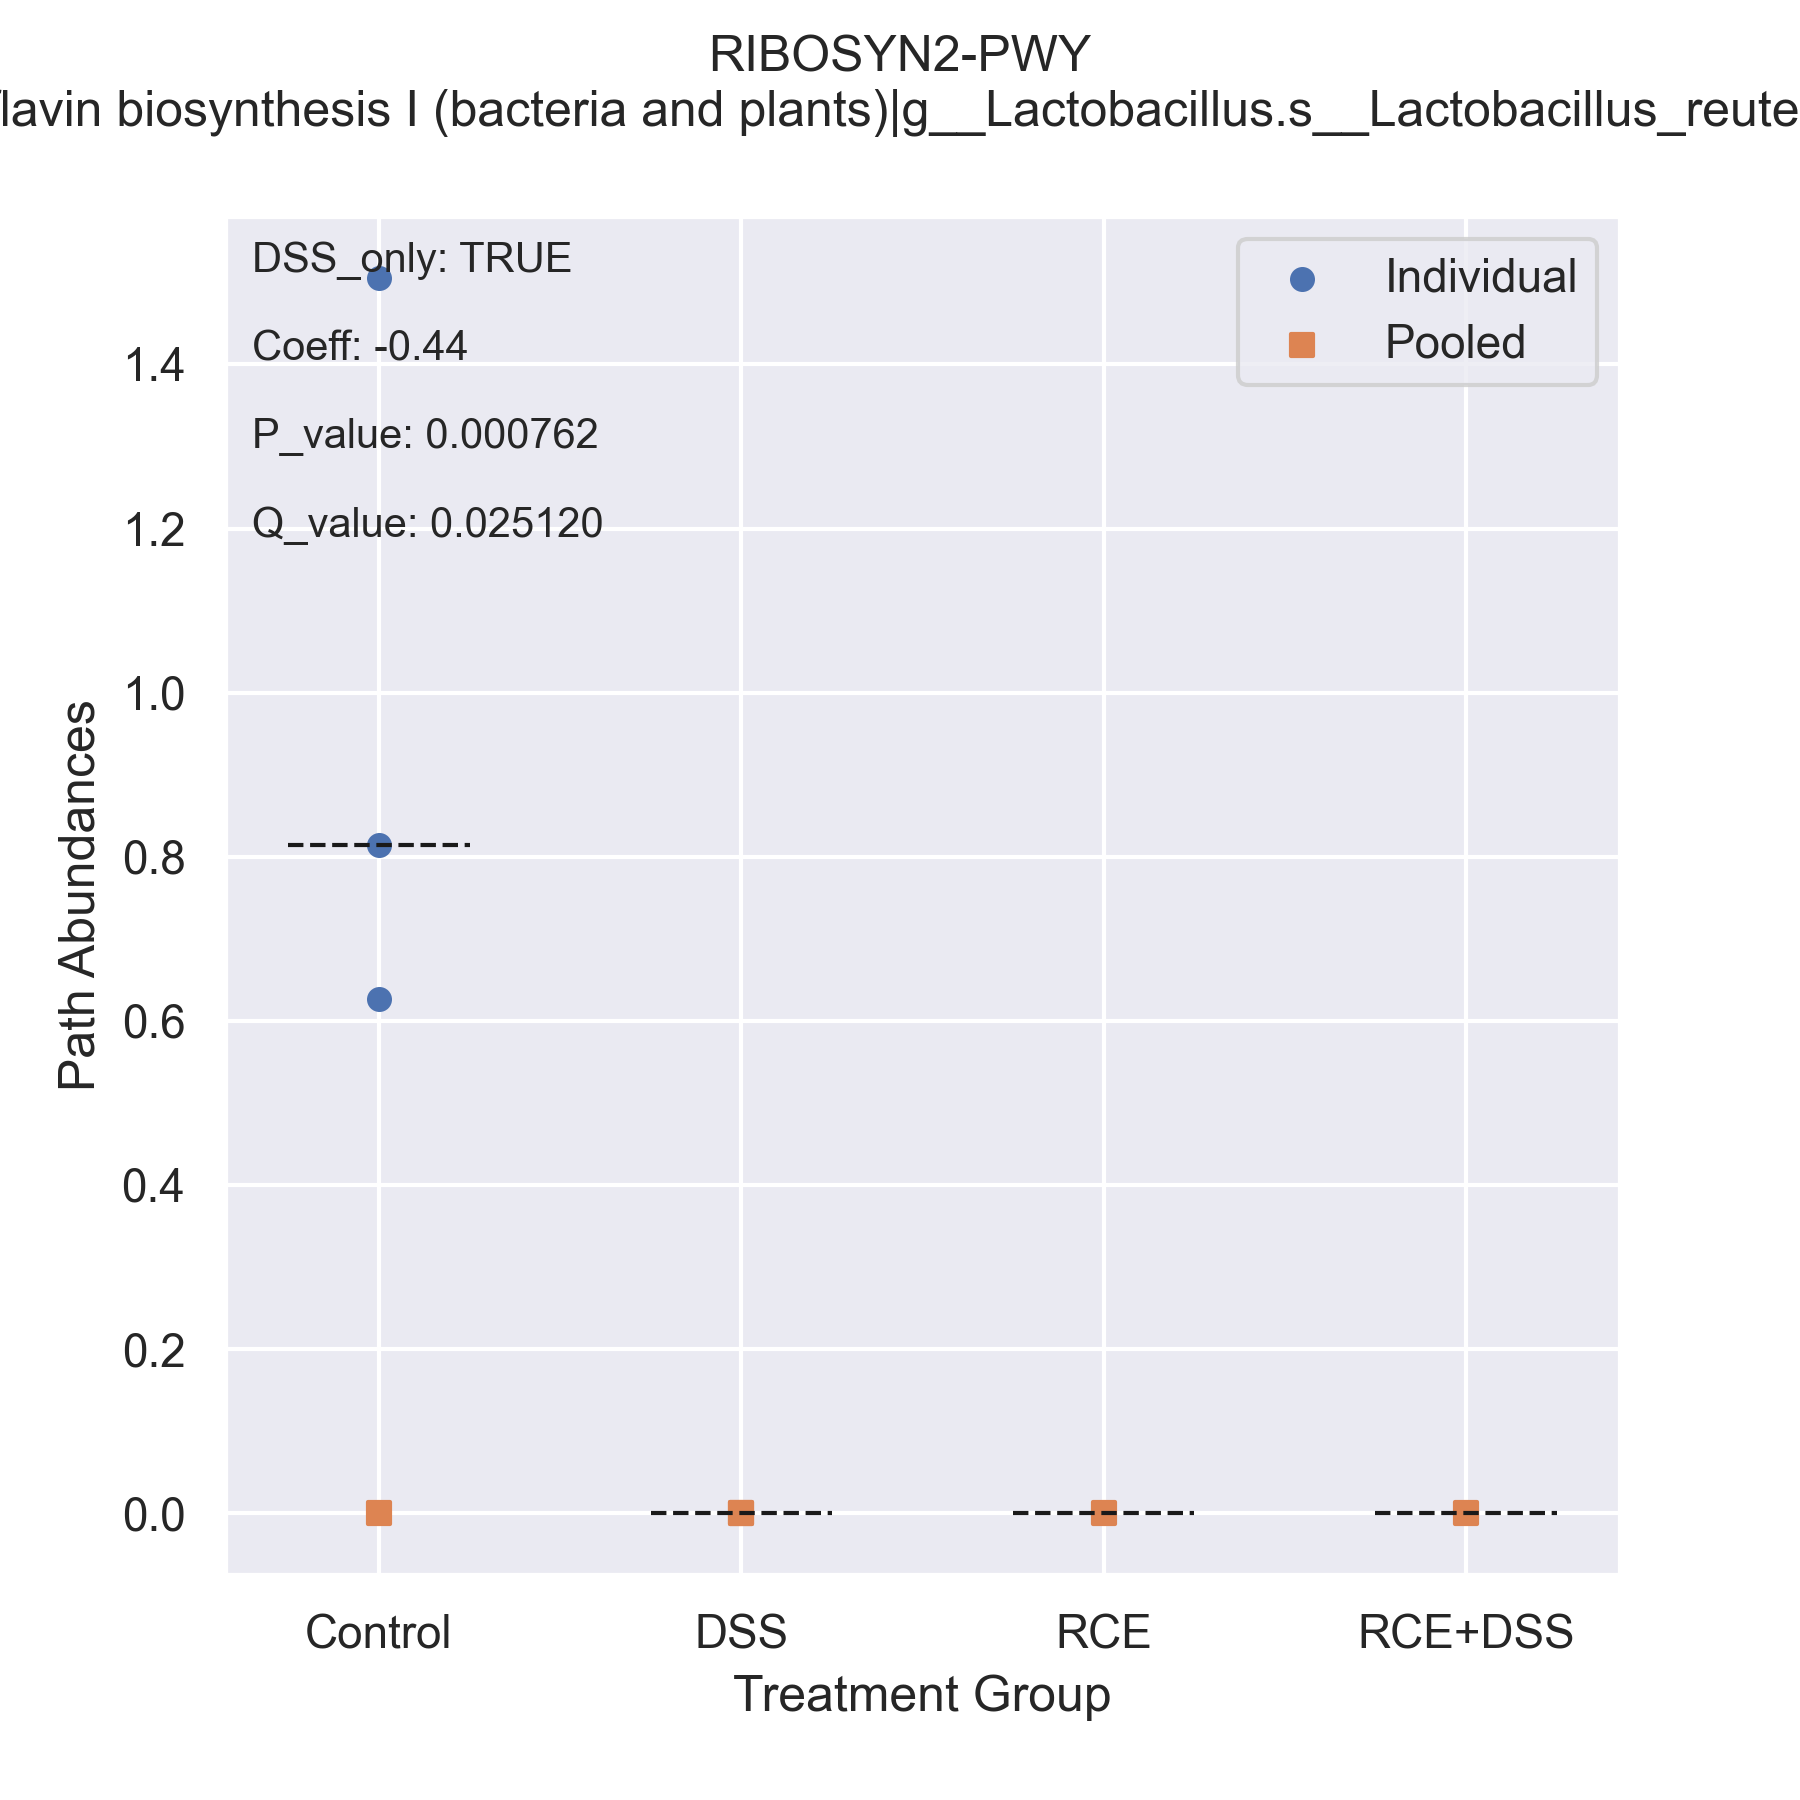 RIBOSYN2-PWY
flavin biosynthesis I (bacteria and plants)|g__Lactobacillus.s__Lactobacillus_reute
DSS_only: TRUE
Coeff: -0.44
P_value: 0.000762
Q_value: 0.025120
Individual
Pooled
Path Abundances
1.4
1.2
1.0
0.8
0.6
0.4
0.2
0.0
Control DSS RCE RCE+DSS
Treatment Group